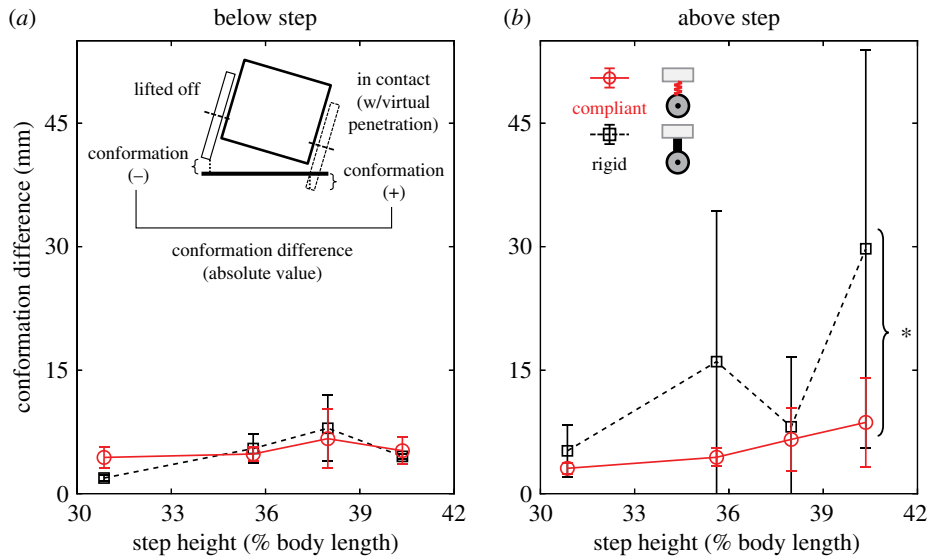 (a) below step
(b) above step
conformation difference (mm)
45
30
15
0
30 33 36 39 42
step height (% body length)
lifted off
in contact
(w/virtual
penetration)
conformation
(–)
conformation
(+)
conformation difference
(absolute value)
45
30
15
0
30 33 36 39 42
step height (% body length)
compliant
rigid
*